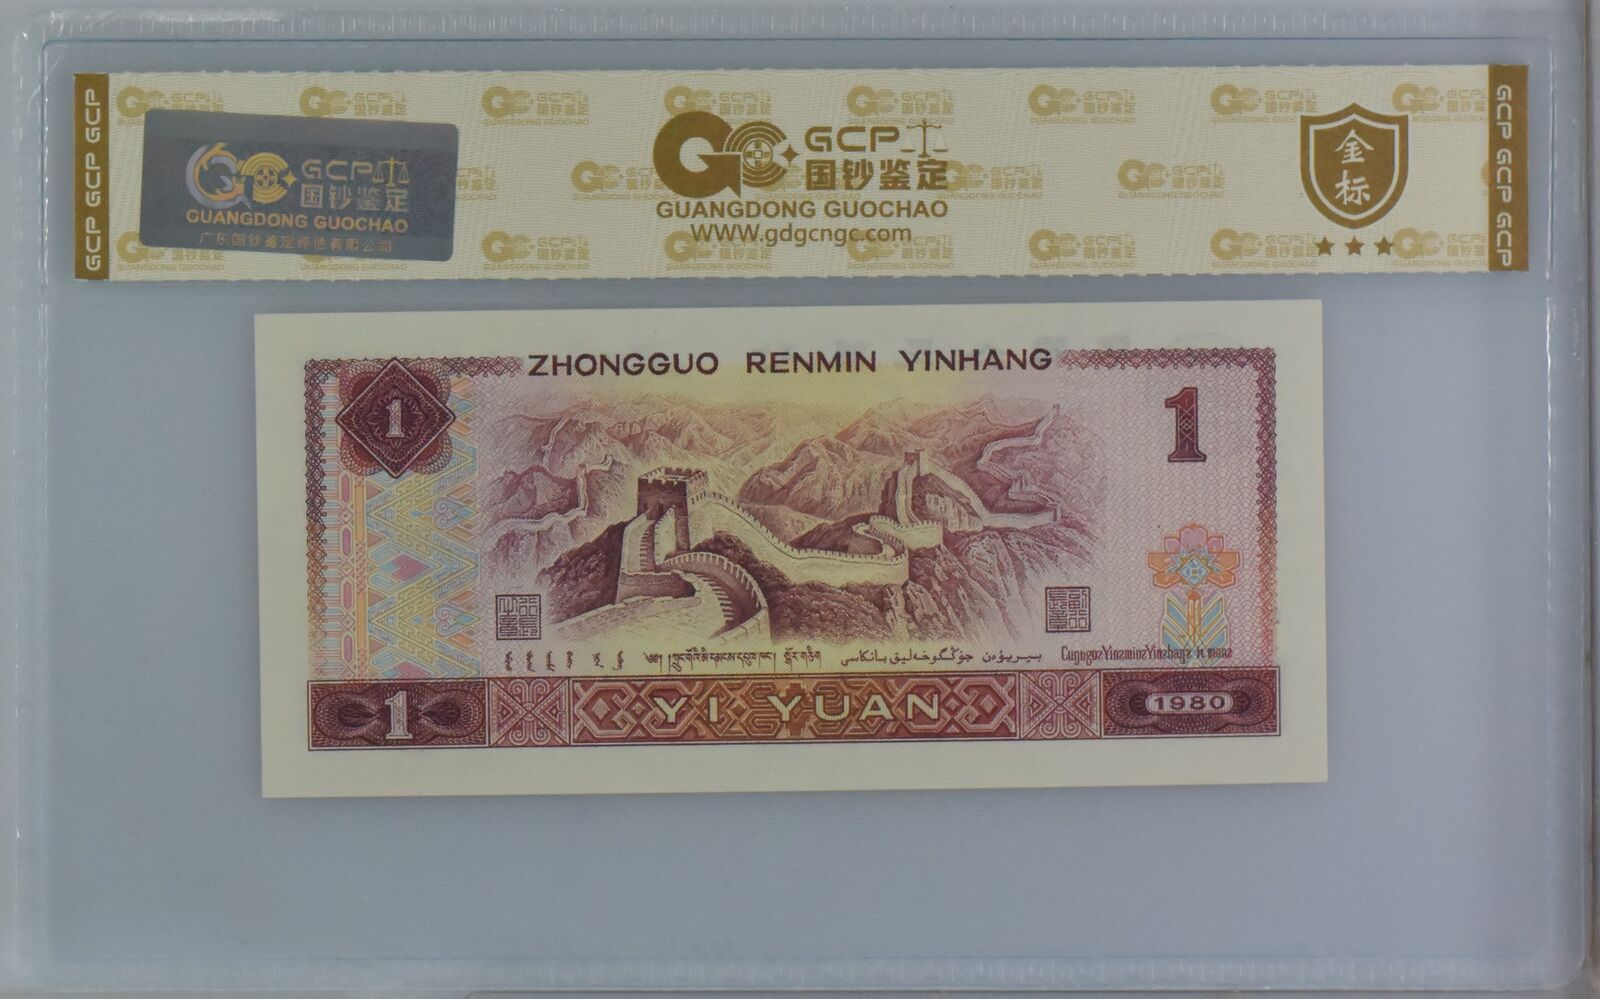 GCP GCP GCP
GCP
国钞鉴定
GUANGDONG GUOCHAO
广东国钞鉴定评估有限公司
GCP
国钞鉴定
GUANGDONG GUOCHAO
WWW.gdgcngc.com
金标
GCP GCP GCP
ZHONGGUO RENMIN YINHANG
1
1
YI YUAN
1
1980